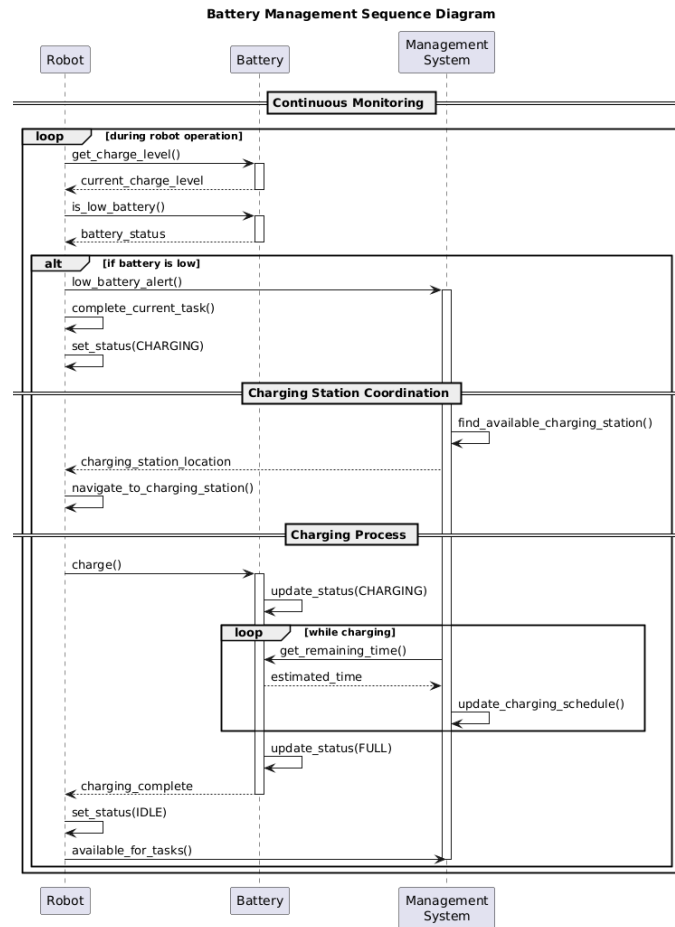 Battery Management Sequence Diagram
Robot
Battery
Management
System
Continuous Monitoring
loop [during robot operation]
get_charge_level()
current_charge_level
is_low_battery()
battery_status
alt [if battery is low]
low_battery_alert()
complete_current_task()
set_status(CHARGING)
Charging Station Coordination
find_available_charging_station()
charging_station_location
navigate_to_charging_station()
Charging Process
charge()
update_status(CHARGING)
loop [while charging]
get_remaining_time()
estimated_time
update_charging_schedule()
update_status(FULL)
charging_complete
set_status(IDLE)
available_for_tasks()
Robot
Battery
Management
System